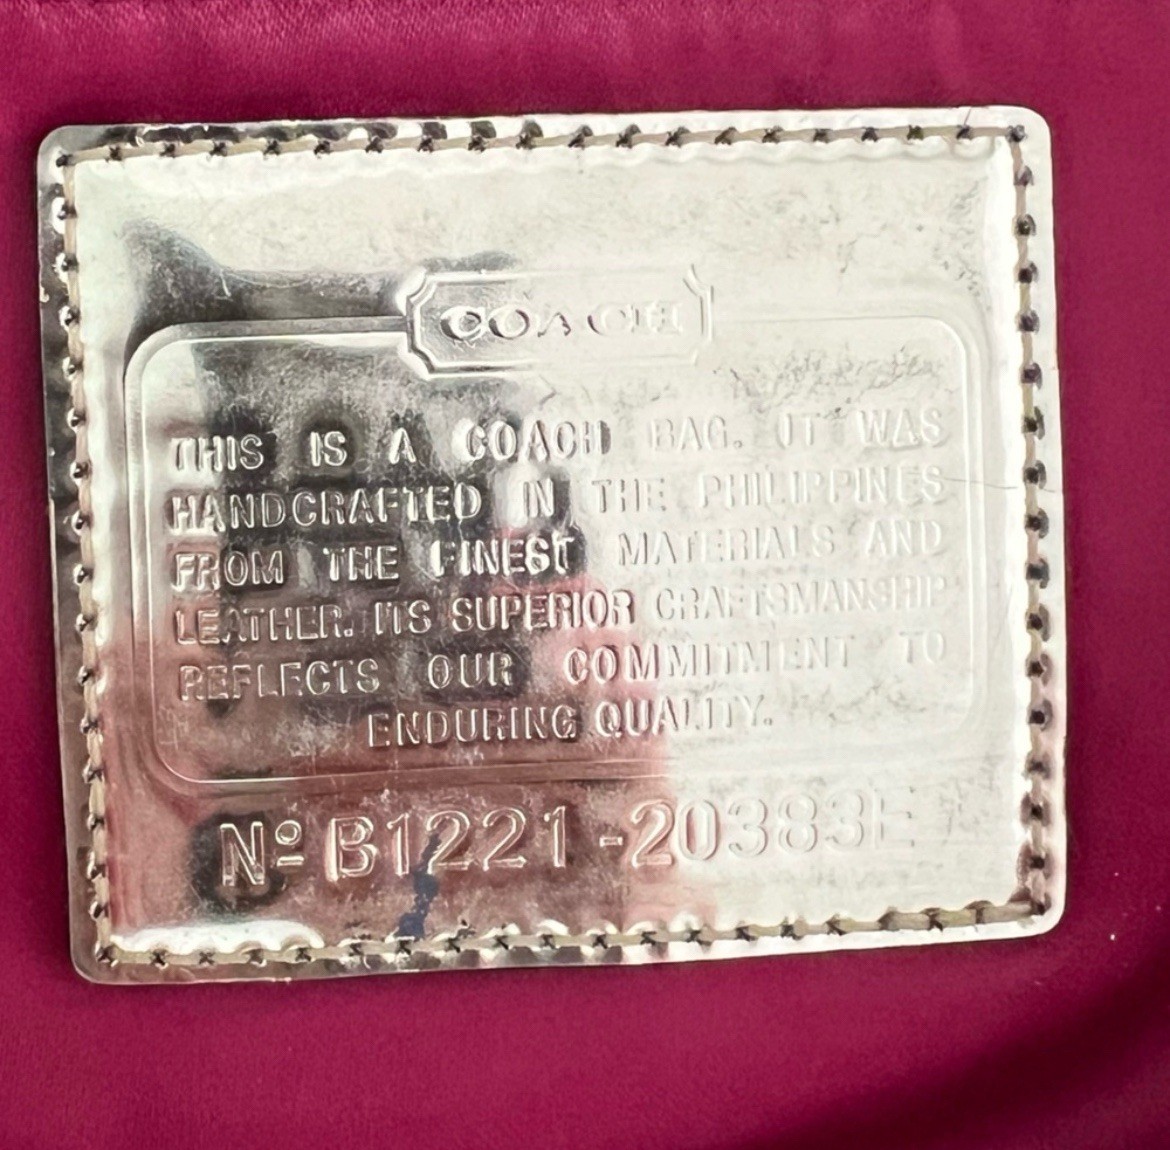 COACH
THIS IS A COACH BAG. IT WAS
HANDCRAFTED IN THE PHILIPPINES
FROM THE FINEST MATERIALS AND
LEATHER. ITS SUPERIOR CRAFTSMANSHIP
REFLECTS OUR COMMITMENT TO
ENDURING QUALITY.
Nº B1221-20383E